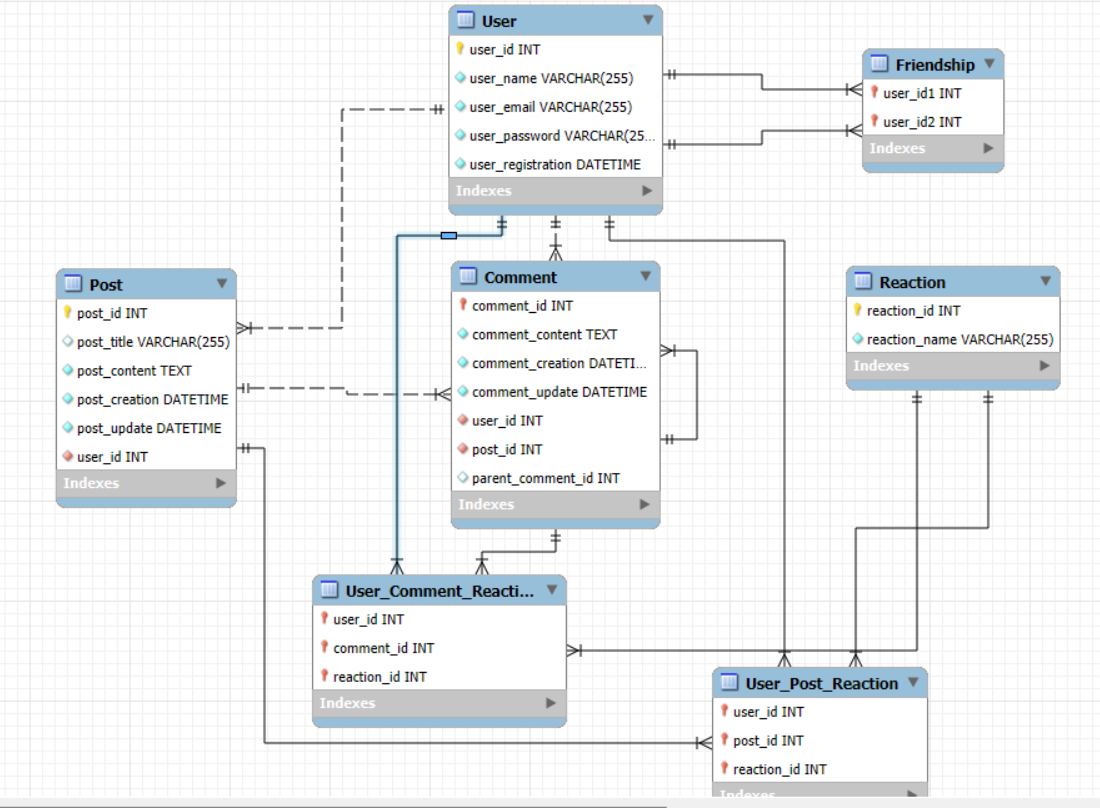 User
user_id INT
user_name VARCHAR(255)
user_email VARCHAR(255)
user_password VARCHAR(25...
user_registration DATETIME
Indexes
Friendship
user_id1 INT
user_id2 INT
Indexes
Post
post_id INT
post_title VARCHAR(255)
post_content TEXT
post_creation DATETIME
post_update DATETIME
user_id INT
Indexes
Comment
comment_id INT
comment_content TEXT
comment_creation DATETI...
comment_update DATETIME
user_id INT
post_id INT
parent_comment_id INT
Indexes
Reaction
reaction_id INT
reaction_name VARCHAR(255)
Indexes
User_Comment_Reacti...
user_id INT
comment_id INT
reaction_id INT
Indexes
User_Post_Reaction
user_id INT
post_id INT
reaction_id INT
Indexes